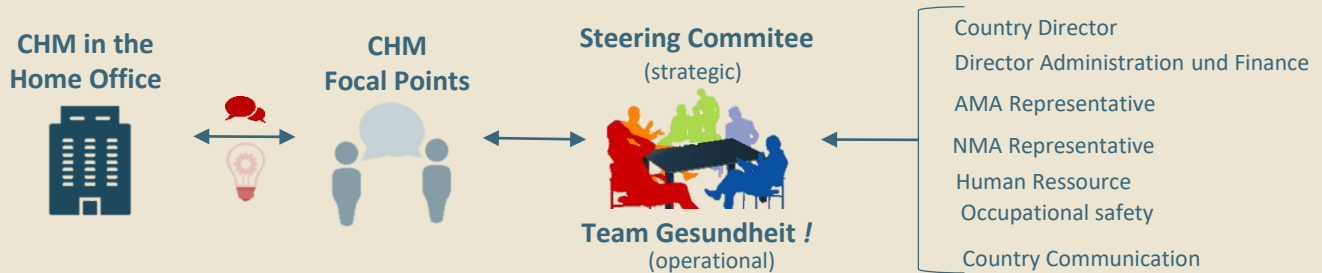 CHM in the
Home Office
CHM
Focal Points
Steering Commitee
(strategic)
Team Gesundheit !
(operational)
Country Director
Director Administration und Finance
AMA Representative
NMA Representative
Human Ressource
Occupational safety
Country Communication